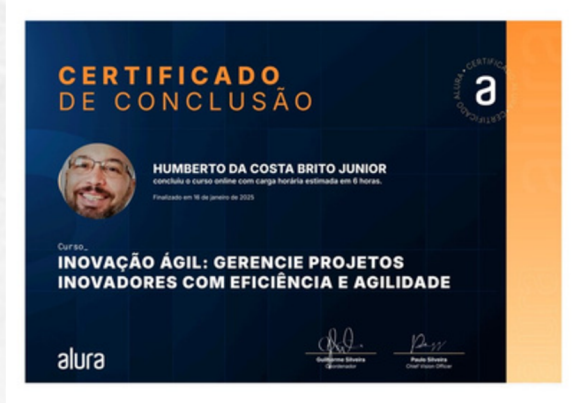 CERTIFICADO
DE CONCLUSÃO
a
HUMBERTO DA COSTA BRITO JUNIOR
concluiu o curso online com carga horária estimada em 6 horas.
Finalizado em 16 de janeiro de 2025
Curso_
INOVAÇÃO ÁGIL: GERENCIE PROJETOS
INOVADORES COM EFICIÊNCIA E AGILIDADE
alura
Guilherme Silveira
Coordenador
Paulo Silveira
Chief Vision Officer